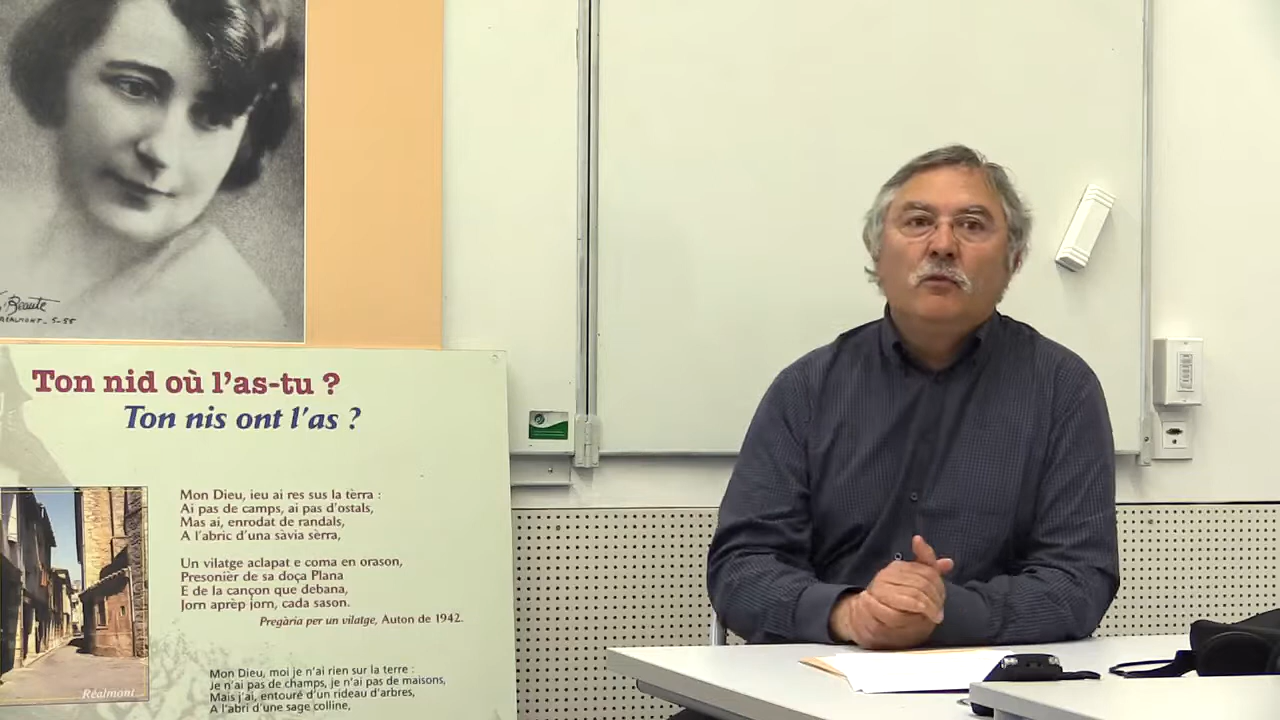 Beauté
RÉALMONT_5-55
Ton nid où l'as-tu ?
Ton nis ont l'as ?
Mon Dieu, ieu ai res sus la tèrra :
Ai pas de camps, ai pas d'ostals,
Mas ai, enrodat de randals,
A l'abric d'una sàvia sèrra,
Un vilatge aclapat e coma en orason,
Presonièr de sa doça Plana
E de la cançon que debana,
Jorn aprèp jorn, cada sason.
Pregària per un vilatge, Auton de 1942.
Réalmont
Mon Dieu, moi je n'ai rien sur la terre :
Je n'ai pas de champs, je n'ai pas de maisons,
Mais j'ai, entouré d'un rideau d'arbres,
A l'abri d'une sage colline,